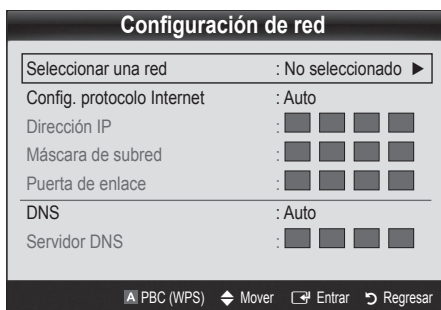 Configuración de red
Seleccionar una red : No seleccionado ►
Config. protocolo Internet : Auto
Dirección IP :
Máscara de subred :
Puerta de enlace :
DNS : Auto
Servidor DNS :
A PBC (WPS) Mover Entrar Regresar